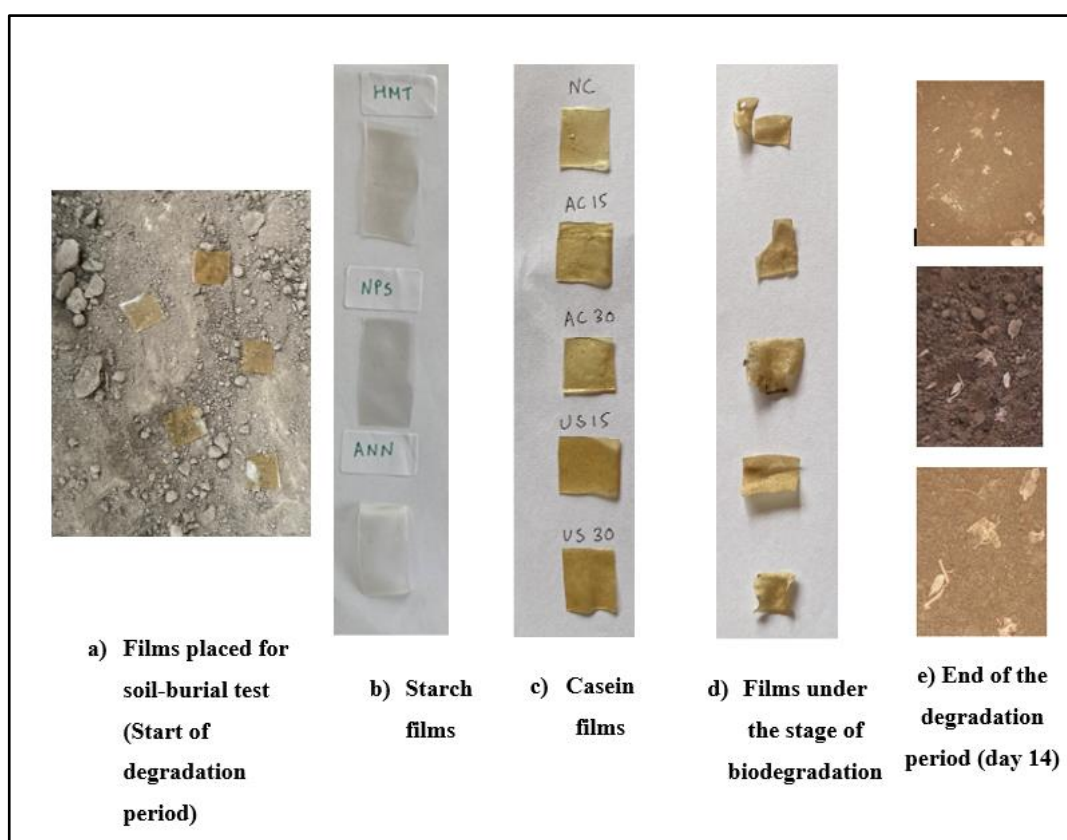 HMT
NPS
ANN
NC
AC 15
AC 30
US 15
US 30
a) Films placed for
soil-burial test
(Start of
degradation
period)
b) Starch
films
c) Casein
films
d) Films under
the stage of
biodegradation
e) End of the
degradation
period (day 14)